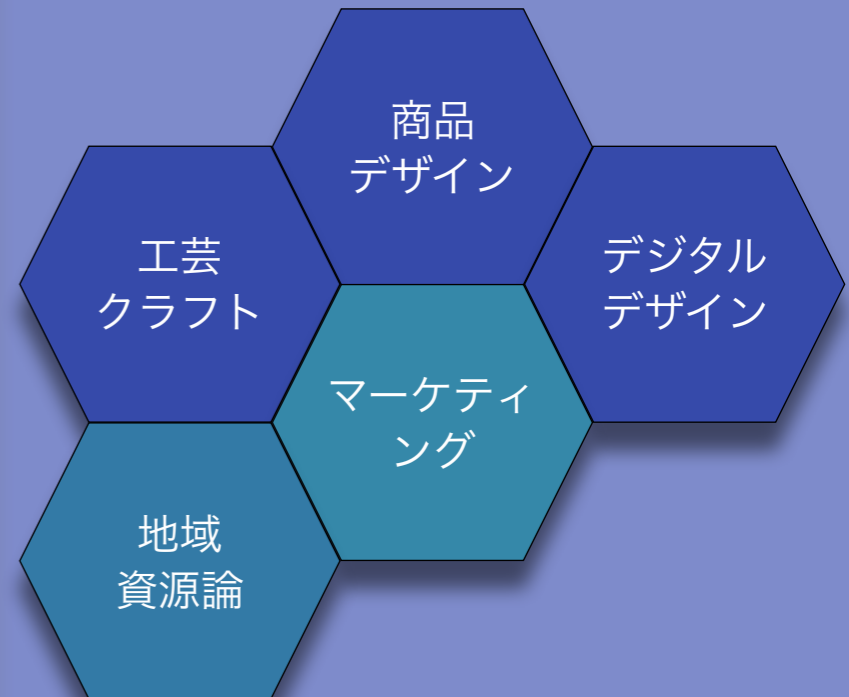 商品
デザイン
工芸
クラフト
デジタル
デザイン
マーケティ
ング
地域
資源論